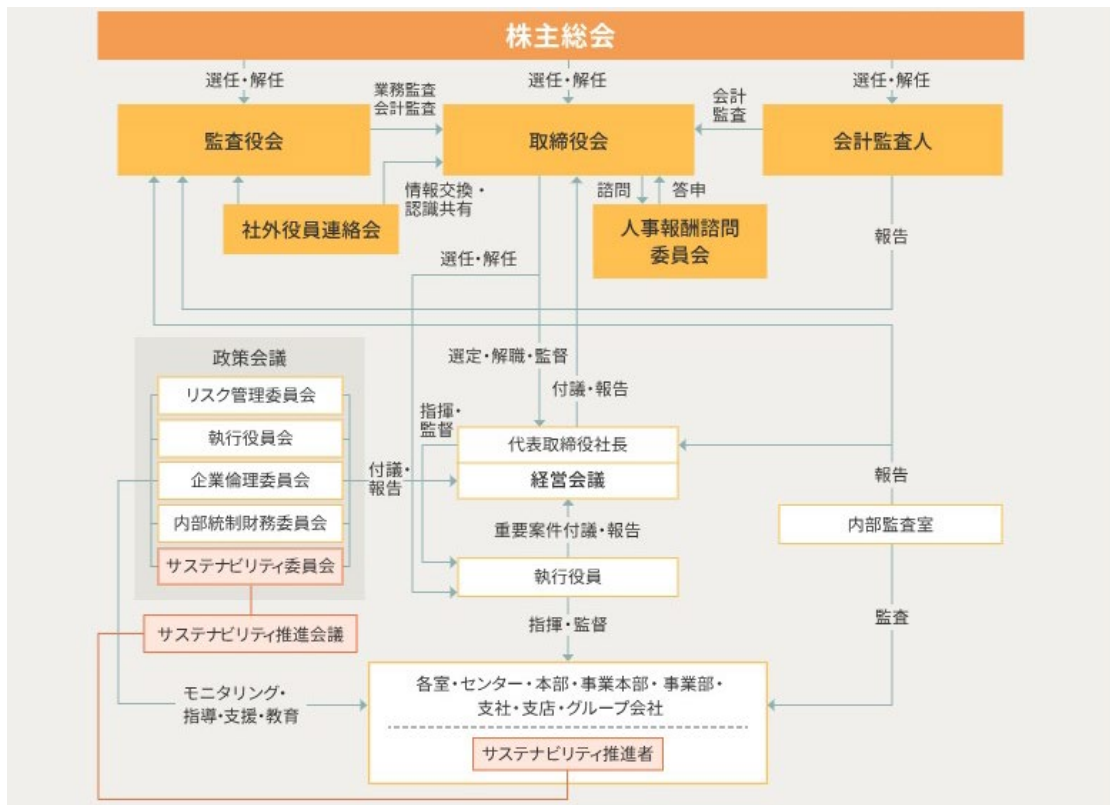 株主総会
選任・解任
選任・解任
選任・解任
監査役会
業務監査
会計監査
取締役会
会計
監査
会計監査人
社外役員連絡会
情報交換・
認識共有
諮問
答申
人事報酬諮問
委員会
報告
選任・解任
選定・解職・監督
付議・報告
政策会議
リスク管理委員会
執行役員会
企業倫理委員会
内部統制財務委員会
サステナビリティ委員会
付議・
報告
指揮・
監督
代表取締役社長
経営会議
重要案件付議・報告
執行役員
報告
内部監査室
監査
サステナビリティ推進会議
指揮・監督
モニタリング・
指導・支援・教育
各室・センター・本部・事業本部・事業部・
支社・支店・グループ会社
サステナビリティ推進者